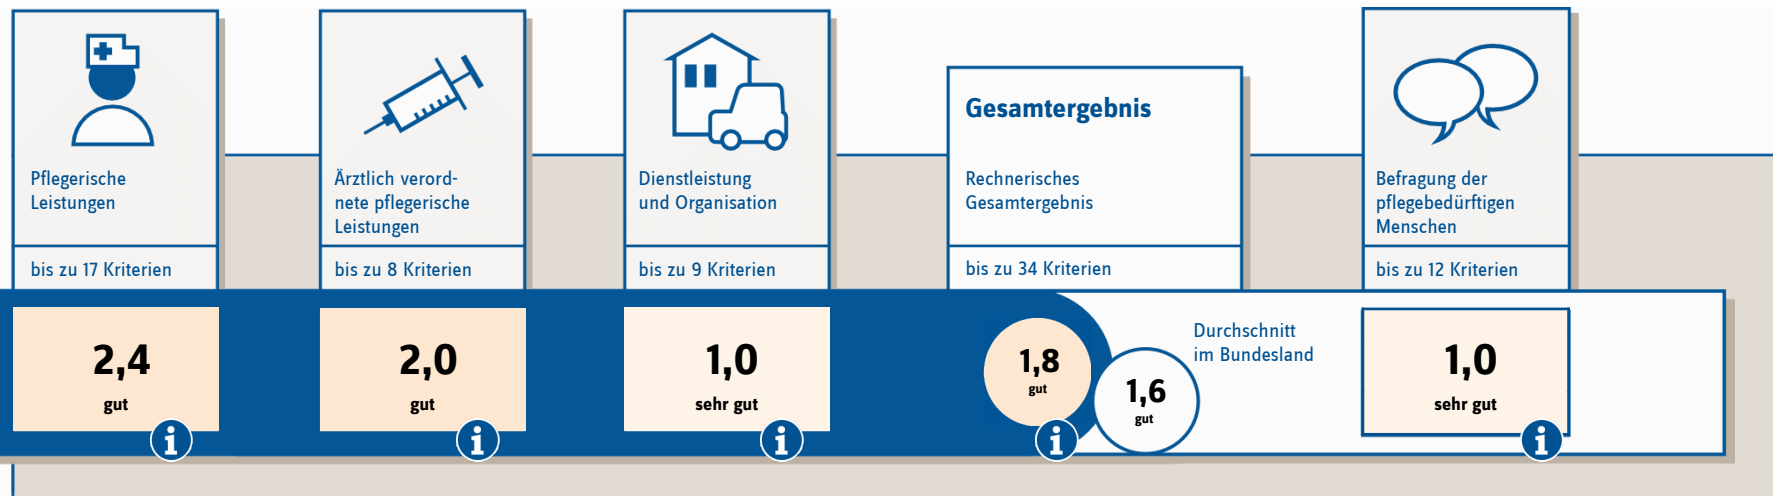 Pflegerische
Leistungen
bis zu 17 Kriterien
2,4
gut
i
Ärztlich verord-
nete pflegerische
Leistungen
bis zu 8 Kriterien
2,0
gut
i
Dienstleistung
und Organisation
bis zu 9 Kriterien
1,0
sehr gut
i
Gesamtergebnis
Rechnerisches
Gesamtergebnis
bis zu 34 Kriterien
1,8
gut
i
1,6
gut
Durchschnitt
im Bundesland
Befragung der
pflegebedürftigen
Menschen
bis zu 12 Kriterien
1,0
sehr gut
i